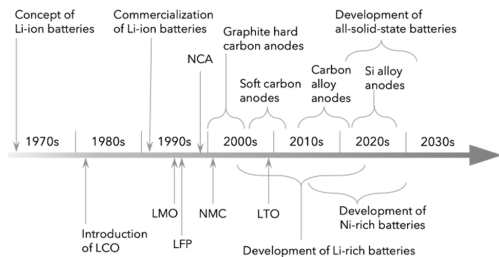 Concept of
Li-ion batteries
Commercialization
of Li-ion batteries
NCA
Graphite hard
carbon anodes
Soft carbon
anodes
Carbon
alloy
anodes
Development of
all-solid-state batteries
Si alloy
anodes
1970s
1980s
1990s
2000s
2010s
2020s
2030s
Introduction
of LCO
LMO
LFP
NMC
LTO
Development of Li-rich batteries
Development of
Ni-rich batteries